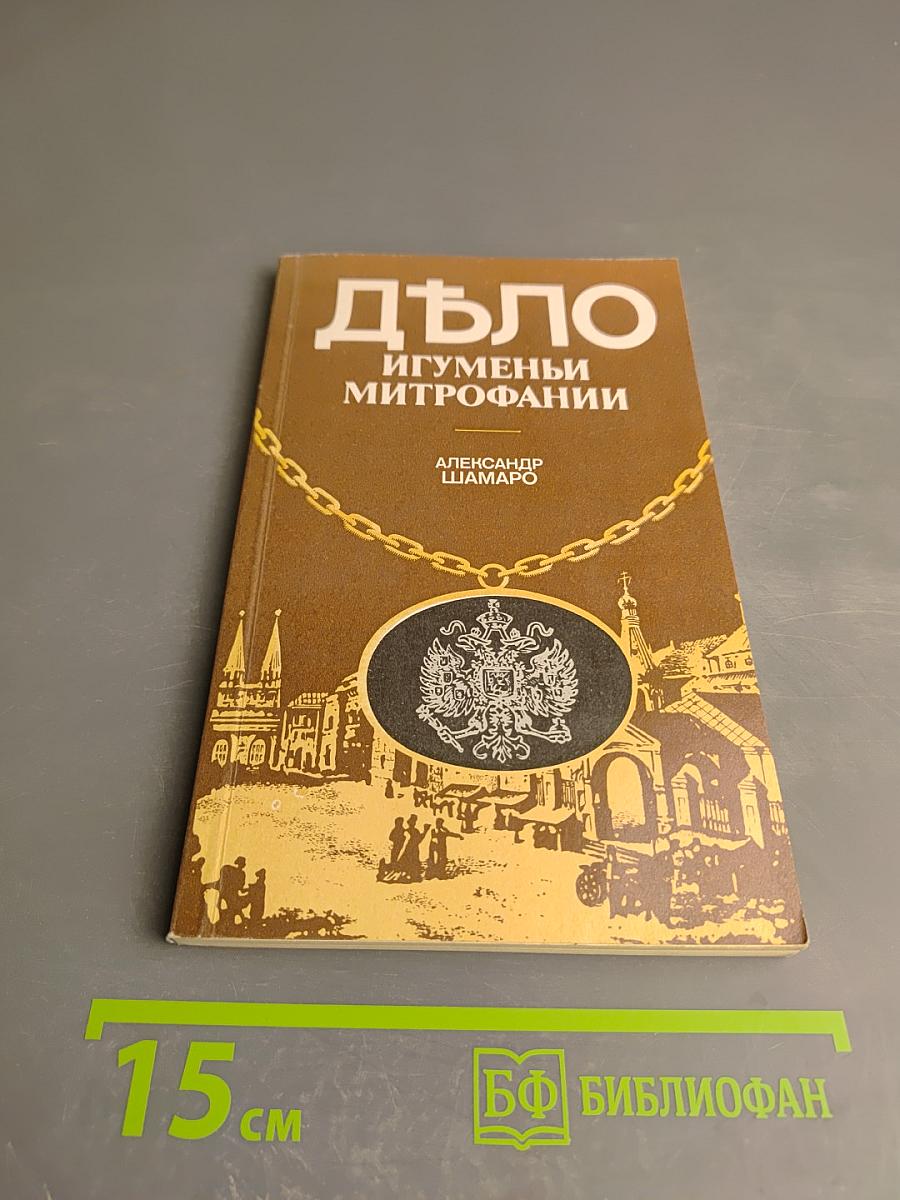 ДѢЛО
ИГУМЕНЬИ
МИТРОФАНИИ
АЛЕКСАНДР
ШАМАРО
15 СМ
БФ БИБЛИОФАН